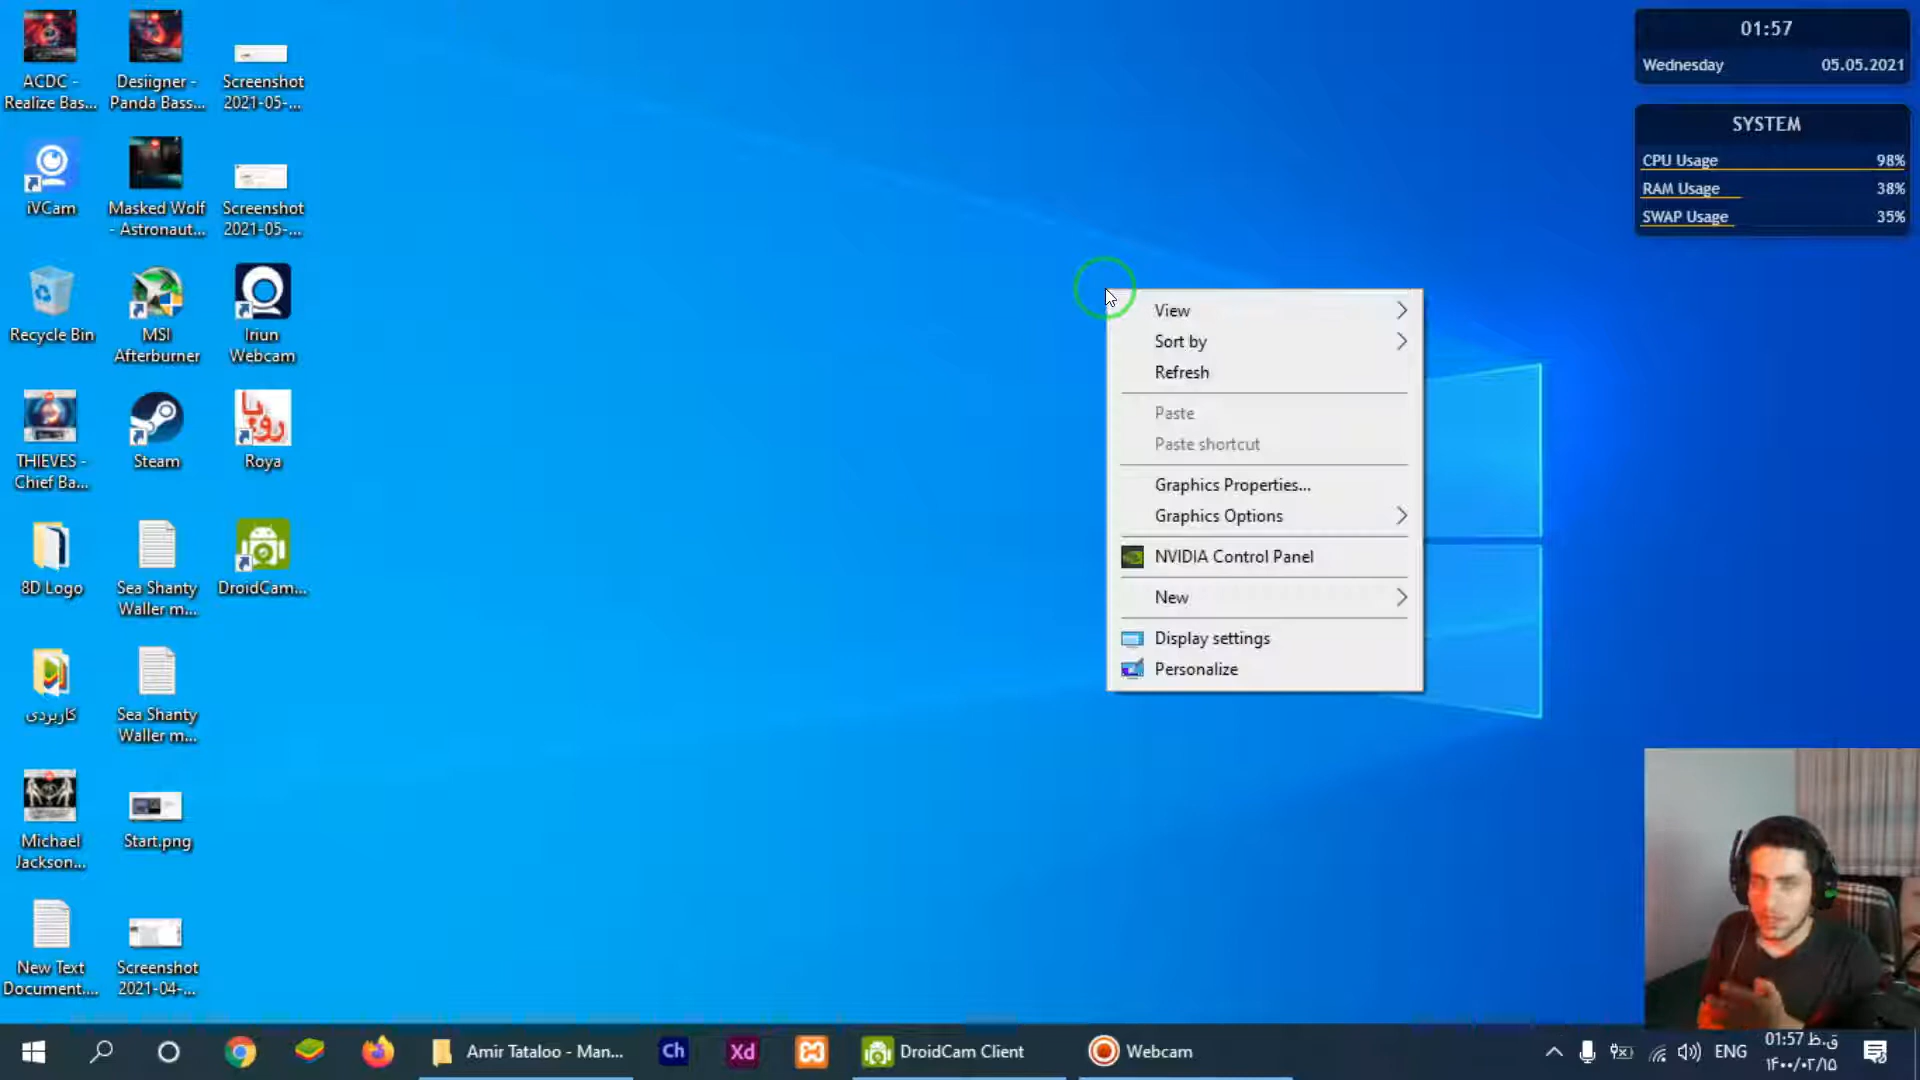 ACDC -
Realize Bas...
Desiigner -
Panda Bass...
Screenshot
2021-05-...
iVCam
Masked Wolf
- Astronaut...
Screenshot
2021-05-...
Recycle Bin
MSI
Afterburner
Iriun
Webcam
THIEVES -
Chief Ba...
Steam
رویا
Roya
8D Logo
Sea Shanty
Waller m...
DroidCam...
کاربردی
Sea Shanty
Waller m...
Michael
Jackson...
Start.png
New Text
Document....
Screenshot
2021-04-...
View
Sort by
Refresh
Paste
Paste shortcut
Graphics Properties...
Graphics Options
NVIDIA Control Panel
New
Display settings
Personalize
01:57
Wednesday 05.05.2021
SYSTEM
CPU Usage 98%
RAM Usage 38%
SWAP Usage 35%
Amir Tataloo - Man...
Ch
Xd
DroidCam Client
Webcam
ENG
01:57 ق.ظ
۱۴۰۰/۰۲/۱۵